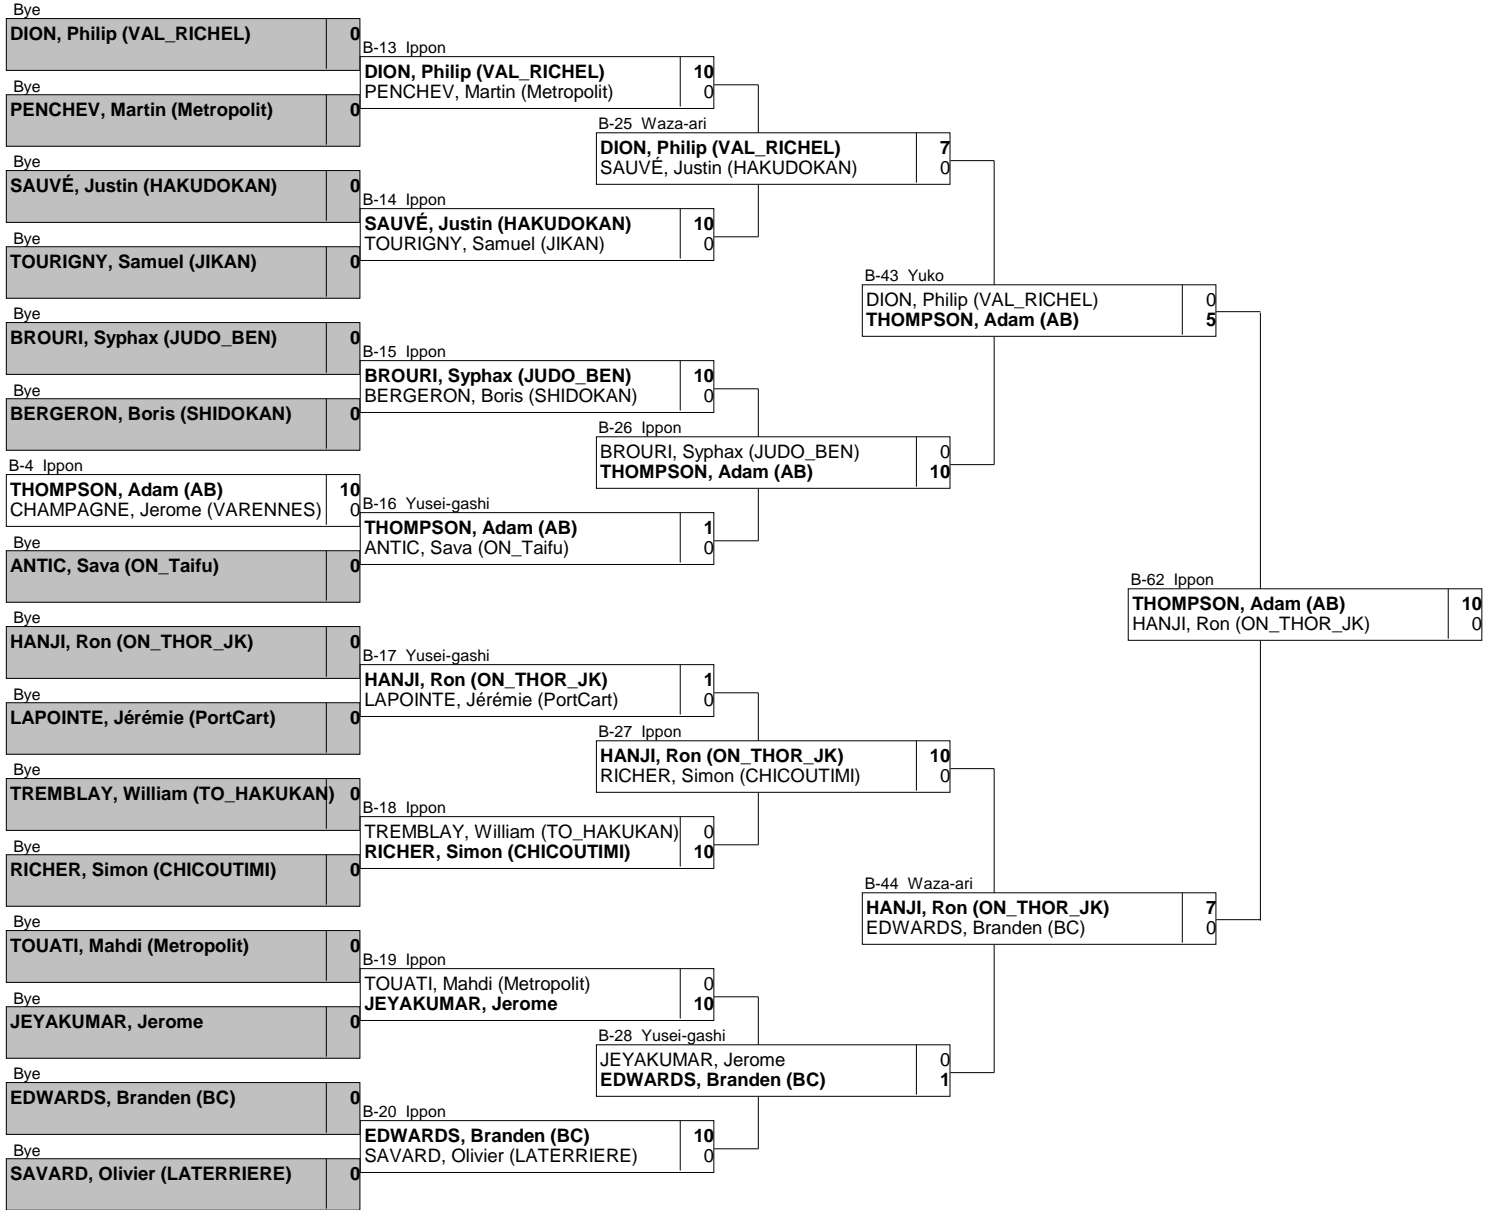 Bye
DION, Philip (VAL_RICHEL) 0
Bye
PENCHEV, Martin (Metropolit) 0
Bye
SAUVÉ, Justin (HAKUDOKAN) 0
Bye
TOURIGNY, Samuel (JIKAN) 0
Bye
BROURI, Syphax (JUDO_BEN) 0
Bye
BERGERON, Boris (SHIDOKAN) 0
B-4 Ippon
THOMPSON, Adam (AB) 10
CHAMPAGNE, Jerome (VARENNES) 0
Bye
ANTIC, Sava (ON_Taifu) 0
Bye
HANJI, Ron (ON_THOR_JK) 0
Bye
LAPOINTE, Jérémie (PortCart) 0
Bye
TREMBLAY, William (TO_HAKUKAN) 0
Bye
RICHER, Simon (CHICOUTIMI) 0
Bye
TOUATI, Mahdi (Metropolit) 0
Bye
JEYAKUMAR, Jerome 0
Bye
EDWARDS, Branden (BC) 0
Bye
SAVARD, Olivier (LATERRIERE) 0
B-13 Ippon
DION, Philip (VAL_RICHEL) 10
PENCHEV, Martin (Metropolit) 0
B-14 Ippon
SAUVÉ, Justin (HAKUDOKAN) 10
TOURIGNY, Samuel (JIKAN) 0
B-15 Ippon
BROURI, Syphax (JUDO_BEN) 10
BERGERON, Boris (SHIDOKAN) 0
B-16 Yusei-gashi
THOMPSON, Adam (AB) 1
ANTIC, Sava (ON_Taifu) 0
B-17 Yusei-gashi
HANJI, Ron (ON_THOR_JK) 1
LAPOINTE, Jérémie (PortCart) 0
B-18 Ippon
TREMBLAY, William (TO_HAKUKAN) 0
RICHER, Simon (CHICOUTIMI) 10
B-19 Ippon
TOUATI, Mahdi (Metropolit) 0
JEYAKUMAR, Jerome 10
B-20 Ippon
EDWARDS, Branden (BC) 10
SAVARD, Olivier (LATERRIERE) 0
B-25 Waza-ari
DION, Philip (VAL_RICHEL) 7
SAUVÉ, Justin (HAKUDOKAN) 0
B-26 Ippon
BROURI, Syphax (JUDO_BEN) 0
THOMPSON, Adam (AB) 10
B-27 Ippon
HANJI, Ron (ON_THOR_JK) 10
RICHER, Simon (CHICOUTIMI) 0
B-28 Yusei-gashi
JEYAKUMAR, Jerome 0
EDWARDS, Branden (BC) 1
B-43 Yuko
DION, Philip (VAL_RICHEL) 0
THOMPSON, Adam (AB) 5
B-44 Waza-ari
HANJI, Ron (ON_THOR_JK) 7
EDWARDS, Branden (BC) 0
B-62 Ippon
THOMPSON, Adam (AB) 10
HANJI, Ron (ON_THOR_JK) 0